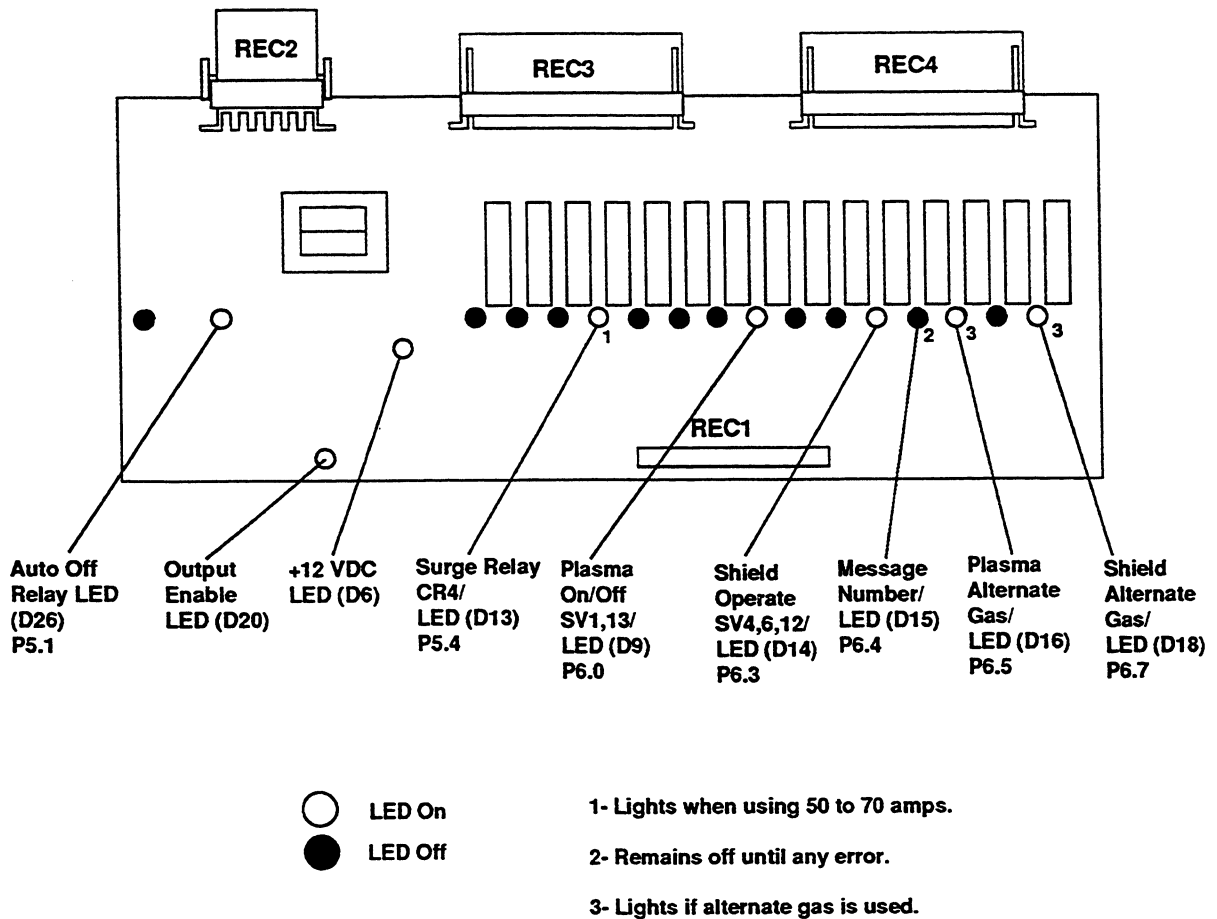 REC2
REC3
REC4
1
2
3
3
REC1
Auto Off
Relay LED
(D26)
P5.1
Output
Enable
LED (D20)
+12 VDC
LED (D6)
Surge Relay
CR4/
LED (D13)
P5.4
Plasma
On/Off
SV1,13/
LED (D9)
P6.0
Shield
Operate
SV4,6,12/
LED (D14)
P6.3
Message
Number/
LED (D15)
P6.4
Plasma
Alternate
Gas/
LED (D16)
P6.5
Shield
Alternate
Gas/
LED (D18)
P6.7
LED On
LED Off
1- Lights when using 50 to 70 amps.
2- Remains off until any error.
3- Lights if alternate gas is used.